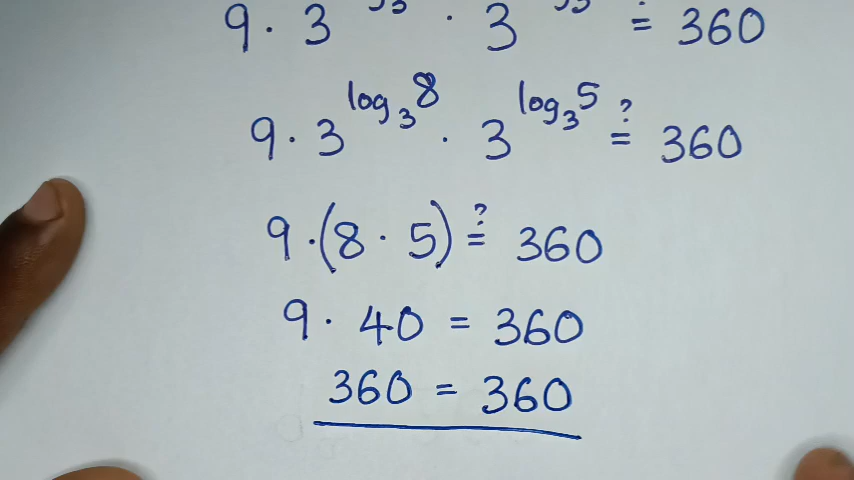 9 · 3 · 3 = 360
9 · 3^log₃8 · 3^log₃5 ≟ 360
9 · (8 · 5) ≟ 360
9 · 40 = 360
360 = 360